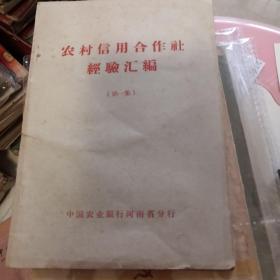 农村信用合作社
經驗汇編
（第一集）
中国农业銀行河南省分行